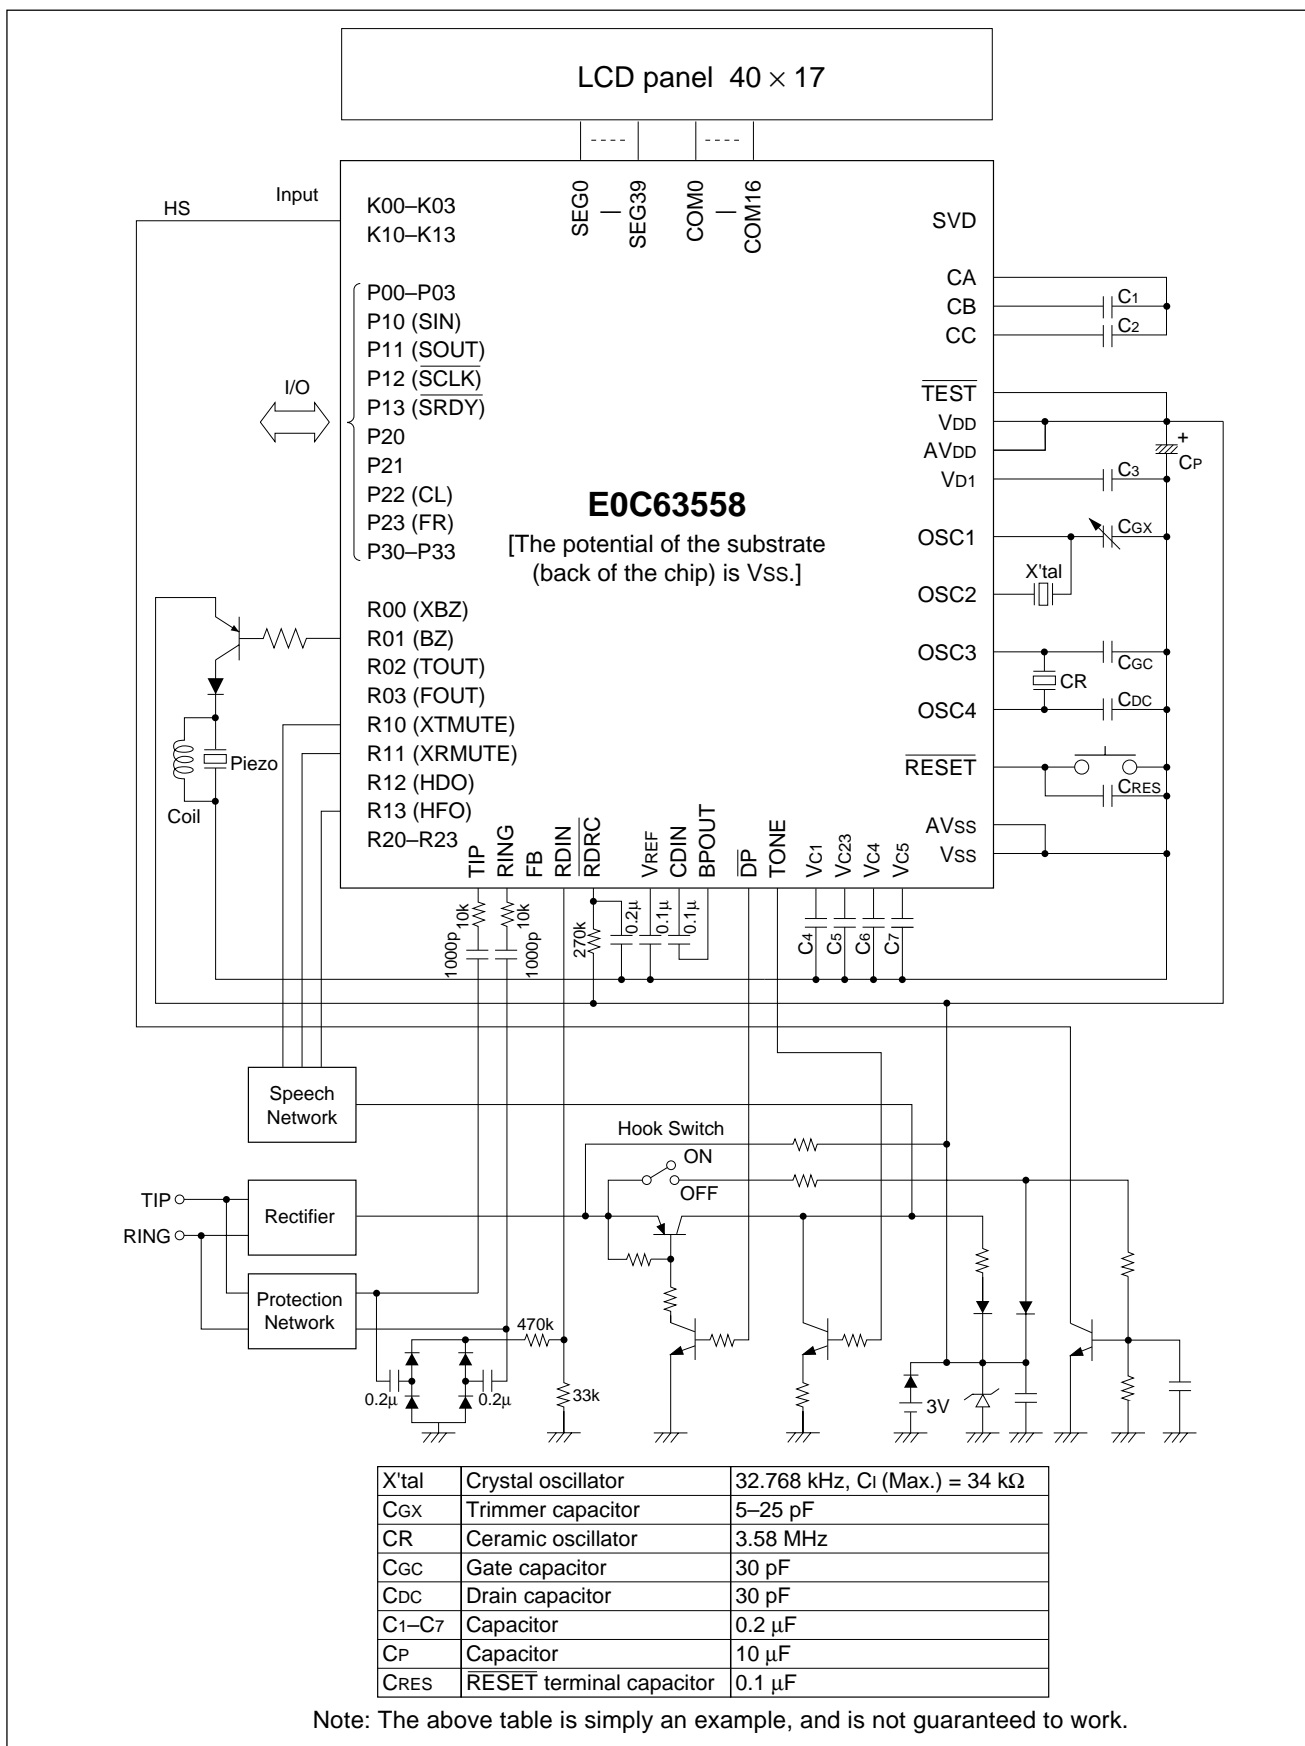 LCD panel 40 × 17
HS
Input
K00–K03
K10–K13
SEG0
SEG39
COM0
COM16
SVD
CA
CB
CC
C1
C2
P00–P03
P10 (SIN)
P11 (SOUT)
P12 (SCLK)
P13 (SRDY)
P20
P21
P22 (CL)
P23 (FR)
P30–P33
I/O
TEST
VDD
AVDD
VD1
+
CP
C3
E0C63558
[The potential of the substrate
(back of the chip) is VSS.]
OSC1
CGX
X'tal
OSC2
OSC3
CGC
CR
OSC4
CDC
RESET
CRES
AVSS
VSS
R00 (XBZ)
R01 (BZ)
R02 (TOUT)
R03 (FOUT)
R10 (XTMUTE)
R11 (XRMUTE)
R12 (HDO)
R13 (HFO)
R20–R23
Piezo
Coil
TIP
RING
FB
RDIN
RDRC
VREF
CDIN
BPOUT
DP
TONE
VC1
VC23
VC4
VC5
10k
10k
1000p
1000p
270k
0.2µ
0.1µ
0.1µ
C4
C5
C6
C7
Speech
Network
Hook Switch
ON
OFF
TIP
RING
Rectifier
Protection
Network
470k
0.2µ
0.2µ
33k
3V
X'tal Crystal oscillator 32.768 kHz, CI (Max.) = 34 kΩ
CGX Trimmer capacitor 5–25 pF
CR Ceramic oscillator 3.58 MHz
CGC Gate capacitor 30 pF
CDC Drain capacitor 30 pF
C1–C7 Capacitor 0.2 µF
CP Capacitor 10 µF
CRES RESET terminal capacitor 0.1 µF
Note: The above table is simply an example, and is not guaranteed to work.